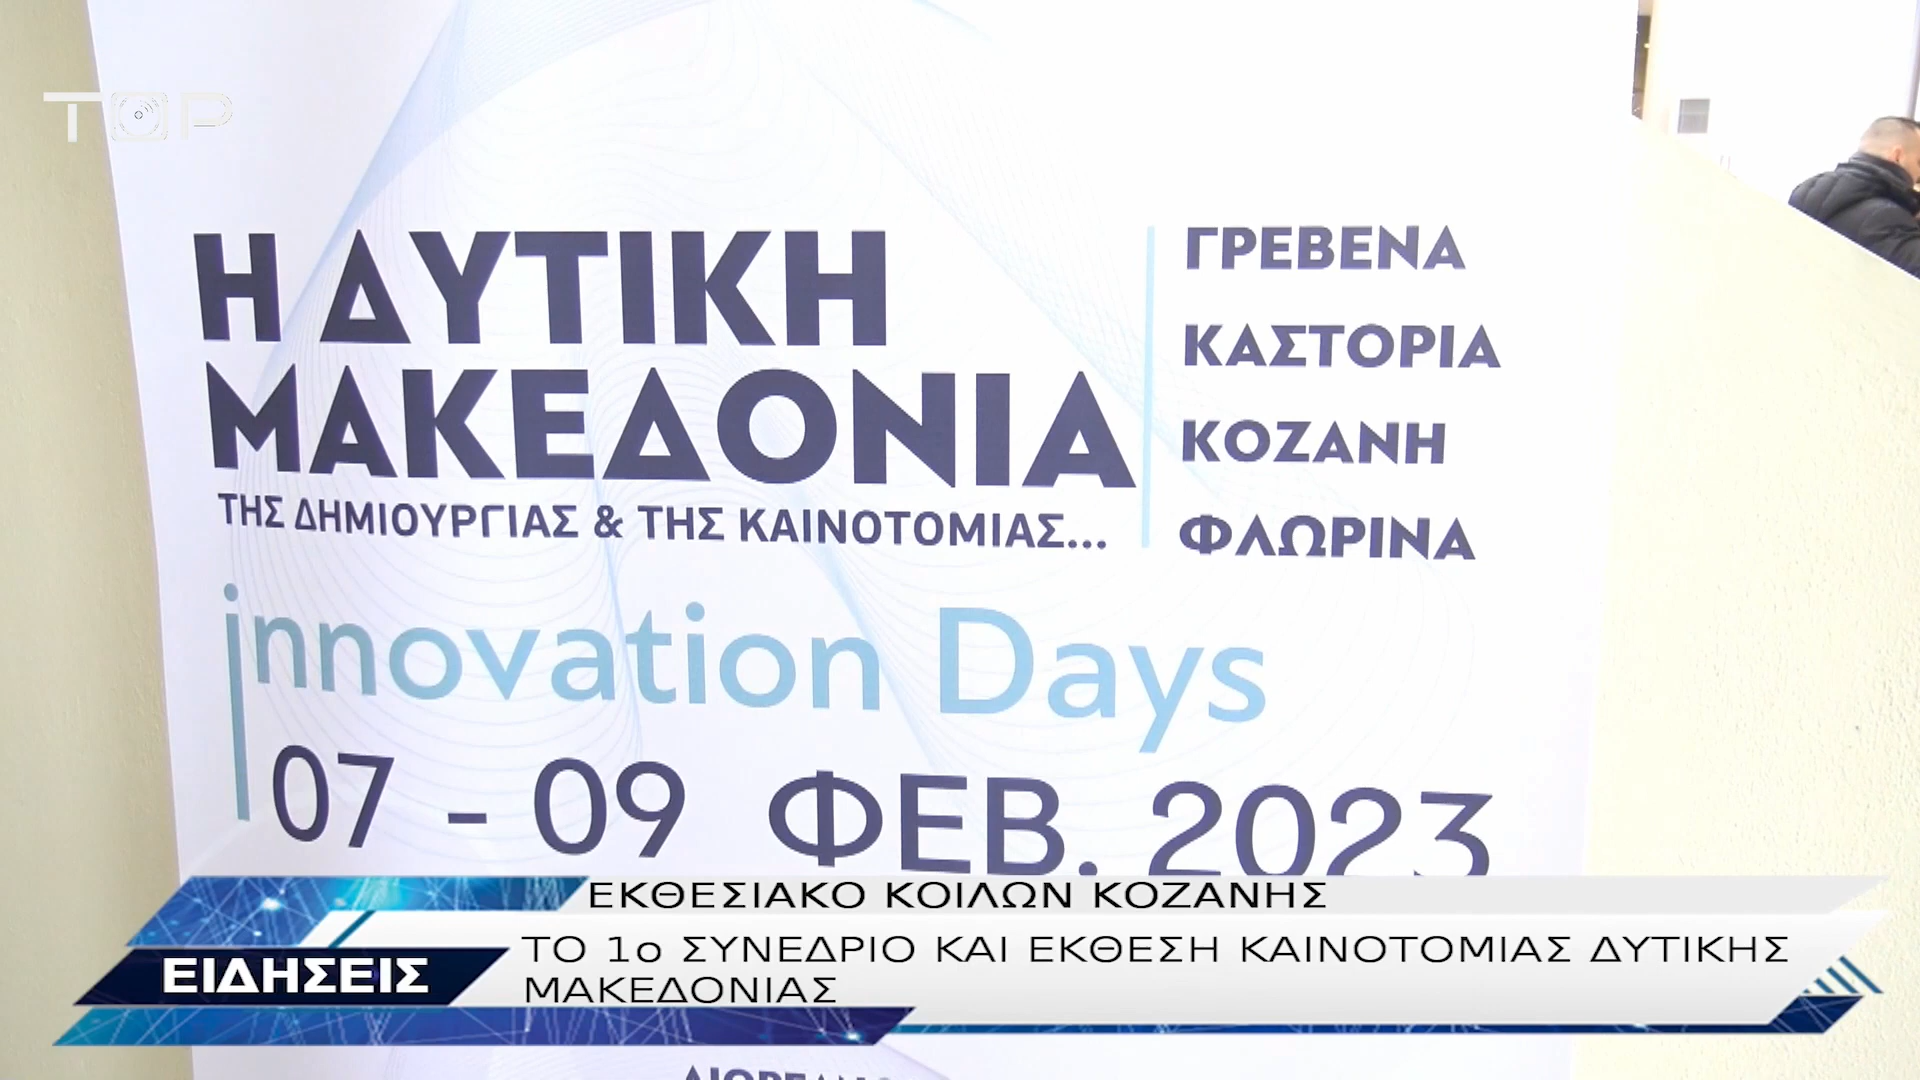 TOP
Η ΔΥΤΙΚΗ
ΜΑΚΕΔΟΝΙΑ
ΤΗΣ ΔΗΜΙΟΥΡΓΙΑΣ & ΤΗΣ ΚΑΙΝΟΤΟΜΙΑΣ...
ΓΡΕΒΕΝΑ
ΚΑΣΤΟΡΙΑ
ΚΟΖΑΝΗ
ΦΛΩΡΙΝΑ
innovation Days
07 - 09 ΦΕΒ. 2023
ΕΚΘΕΣΙΑΚΟ ΚΟΙΛΩΝ ΚΟΖΑΝΗΣ
ΕΙΔΗΣΕΙΣ
ΤΟ 1ο ΣΥΝΕΔΡΙΟ ΚΑΙ ΕΚΘΕΣΗ ΚΑΙΝΟΤΟΜΙΑΣ ΔΥΤΙΚΗΣ
ΜΑΚΕΔΟΝΙΑΣ